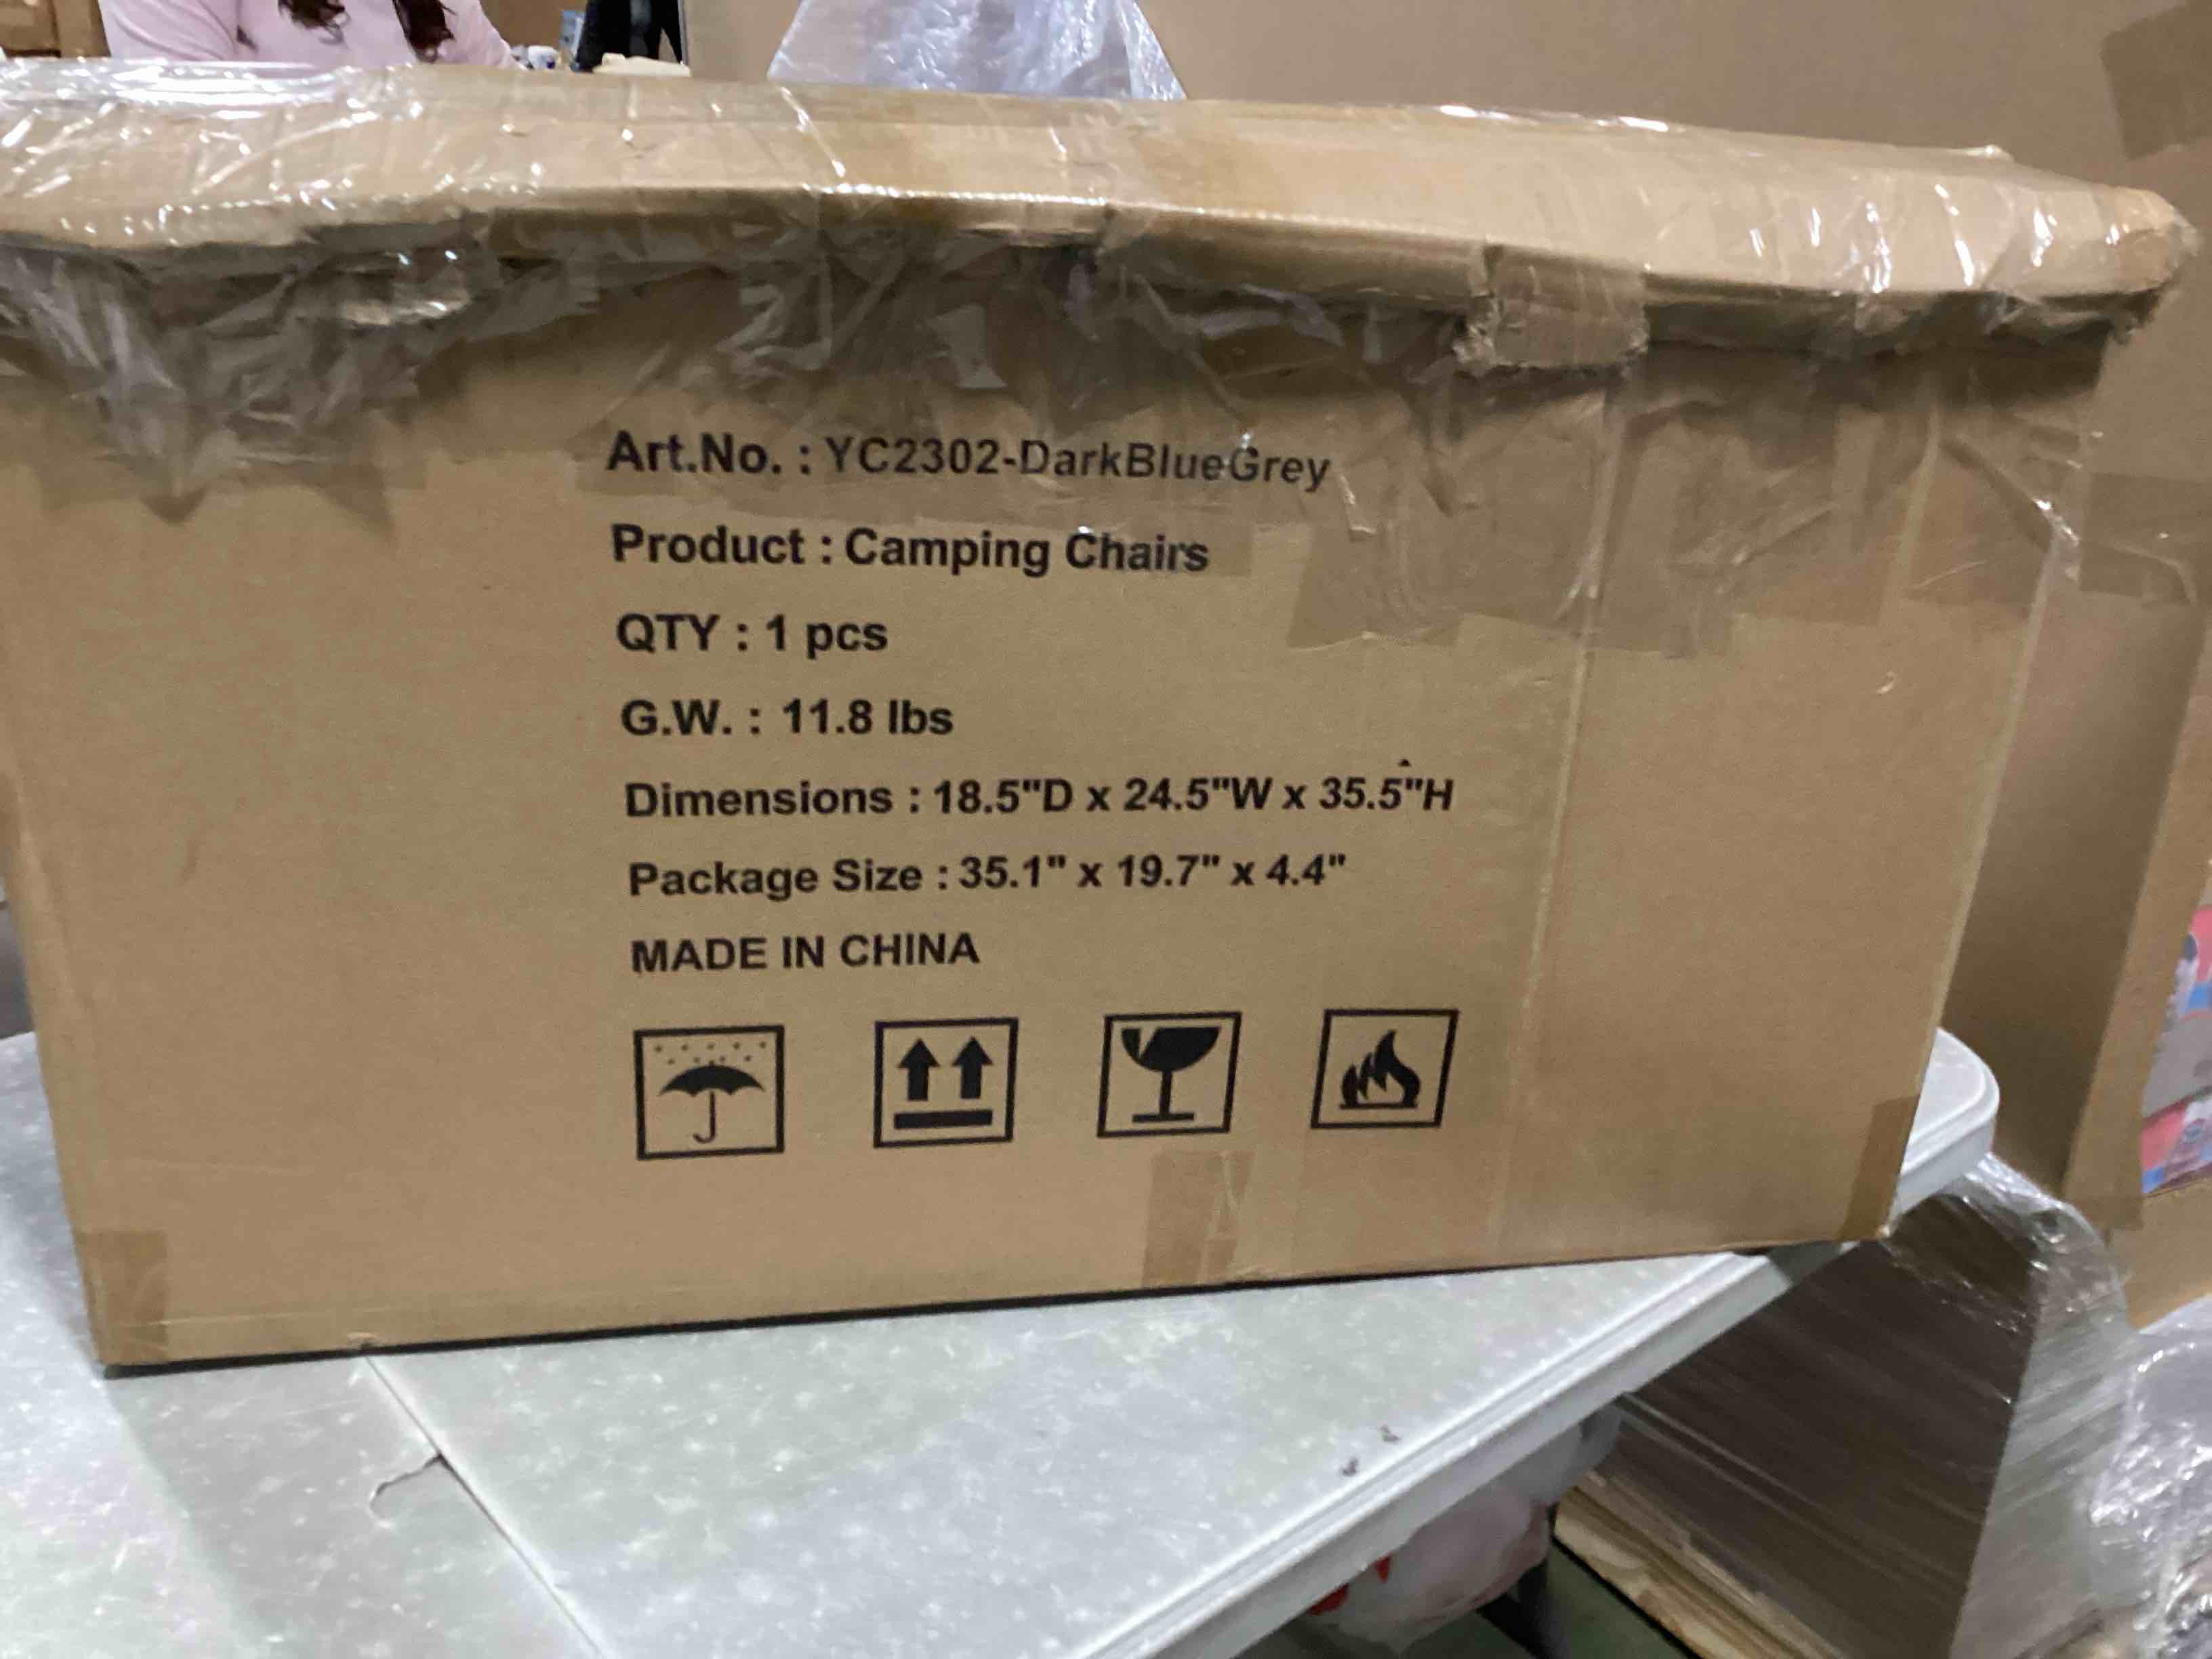 Art.No. : YC2302-DarkBlueGrey
Product : Camping Chairs
QTY : 1 pcs
G.W. : 11.8 lbs
Dimensions : 18.5"D x 24.5"W x 35.5"H
Package Size : 35.1" x 19.7" x 4.4"
MADE IN CHINA